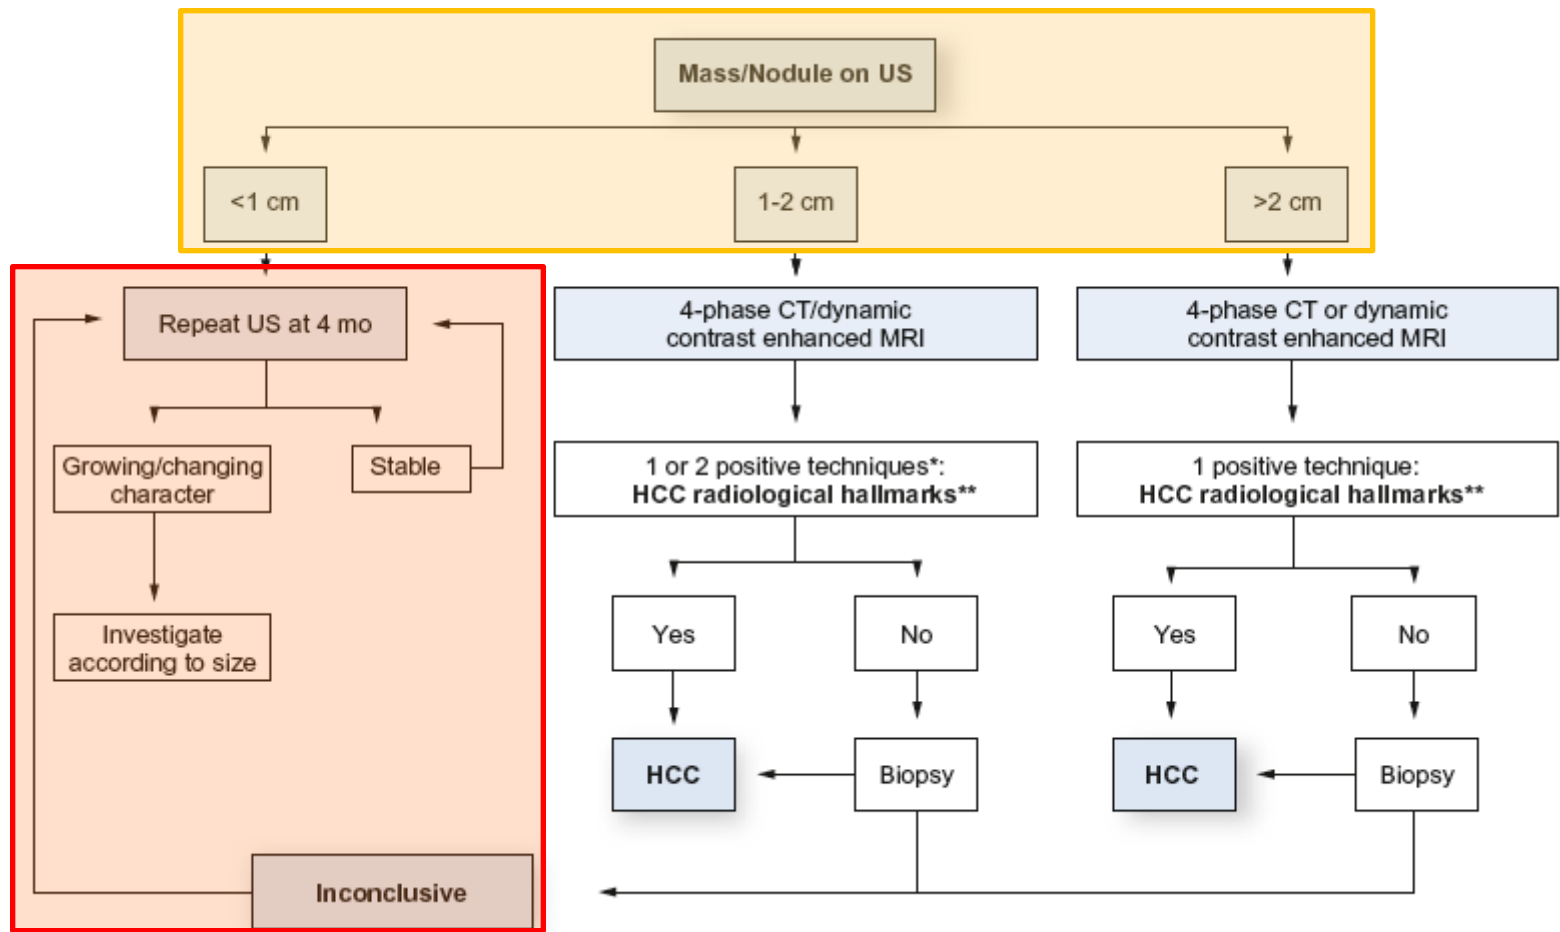 Mass/Nodule on US
<1 cm
1-2 cm
>2 cm
Repeat US at 4 mo
4-phase CT/dynamic
contrast enhanced MRI
4-phase CT or dynamic
contrast enhanced MRI
Growing/changing
character
Stable
1 or 2 positive techniques*:
HCC radiological hallmarks**
1 positive technique:
HCC radiological hallmarks**
Investigate
according to size
Yes
No
Yes
No
HCC
Biopsy
HCC
Biopsy
Inconclusive